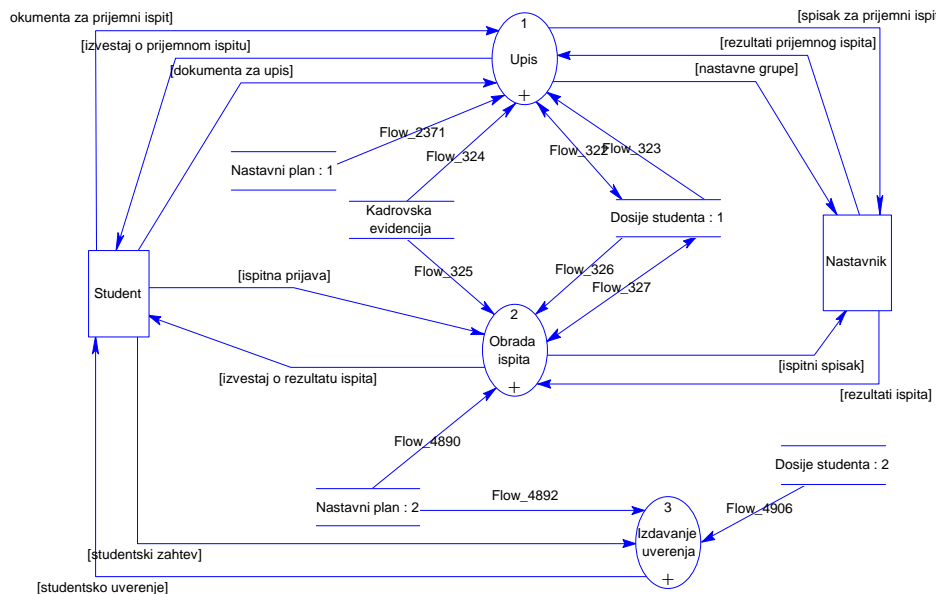 okumenta za prijemni ispit]
[izvestaj o prijemnom ispitu]
[dokumenta za upis]
1
Upis
+
[spisak za prijemni ispit
[rezultati prijemnog ispita]
[nastavne grupe]
Flow_2371
Flow_324
Flow_322
Flow_323
Nastavni plan : 1
Kadrovska
evidencija
Dosije studenta : 1
Student
Nastavnik
Flow_325
Flow_326
Flow_327
[ispitna prijava]
2
Obrada
ispita
+
[izvestaj o rezultatu ispita]
[ispitni spisak]
[rezultati ispita]
Flow_4890
Dosije studenta : 2
Nastavni plan : 2
Flow_4892
Flow_4906
3
Izdavanje
uverenja
+
[studentski zahtev]
[studentsko uverenje]